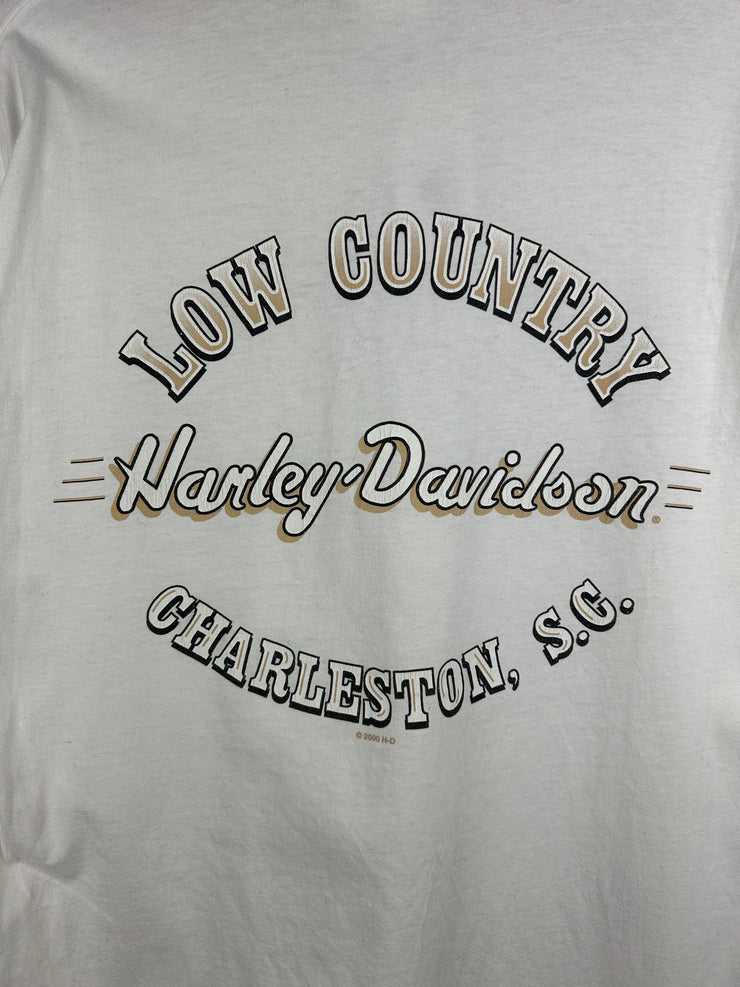 LOW COUNTRY
Harley-Davidson®
CHARLESTON, S.C.
© 2000 H-D